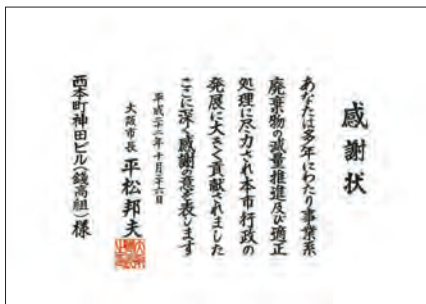 感謝状
あなたは多年にわたり事業系
廃棄物の減量推進及び適正
処理に尽力され本市行政の
発展に大きく貢献されました
ここに深く感謝の意を表します
平成二十二年十月二十六日
大阪市長 平松邦夫
西本町神田ビル(錢高組)様